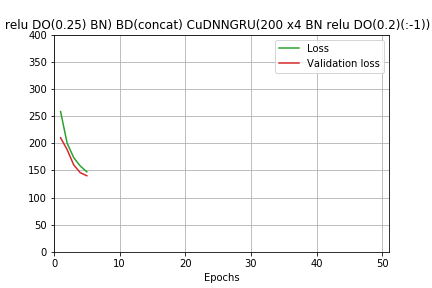 relu DO(0.25) BN) BD(concat) CuDNNGRU(200 x4 BN relu DO(0.2)(:-1))
400
350
300
250
200
150
100
50
0
Loss
Validation loss
0 10 20 30 40 50
Epochs